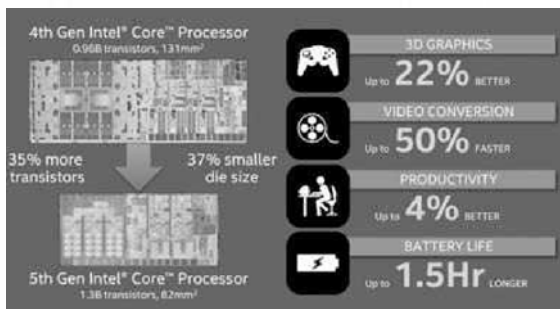 4th Gen Intel® Core™ Processor
0.96B transistors, 131mm²
35% more
transistors
37% smaller
die size
5th Gen Intel® Core™ Processor
1.3B transistors, 82mm²
3D GRAPHICS
Up to 22% BETTER
VIDEO CONVERSION
Up to 50% FASTER
PRODUCTIVITY
Up to 4% BETTER
BATTERY LIFE
Up to 1.5Hr LONGER